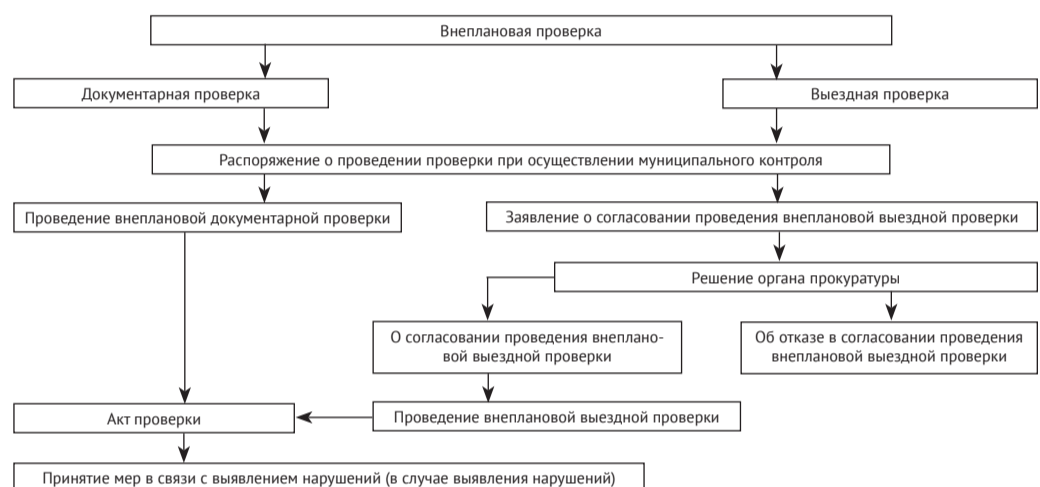 Внеплановая проверка
Документарная проверка
Выездная проверка
Распоряжение о проведении проверки при осуществлении муниципального контроля
Проведение внеплановой документарной проверки
Заявление о согласовании проведения внеплановой выездной проверки
Решение органа прокуратуры
О согласовании проведения внеплано-
вой выездной проверки
Об отказе в согласовании проведения
внеплановой выездной проверки
Акт проверки
Проведение внеплановой выездной проверки
Принятие мер в связи с выявлением нарушений (в случае выявления нарушений)